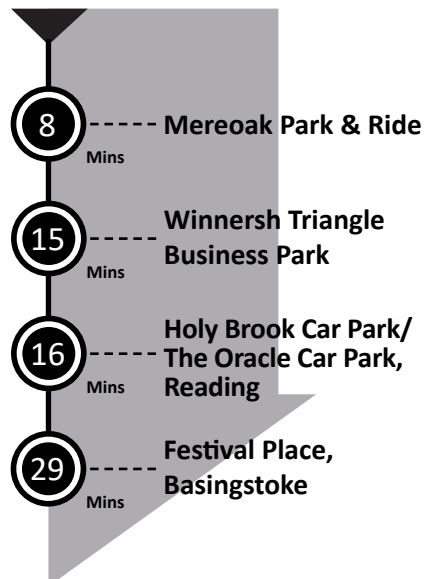 8
Mins
Mereoak Park & Ride
15
Mins
Winnersh Triangle
Business Park
16
Mins
Holy Brook Car Park/
The Oracle Car Park,
Reading
29
Mins
Festival Place,
Basingstoke